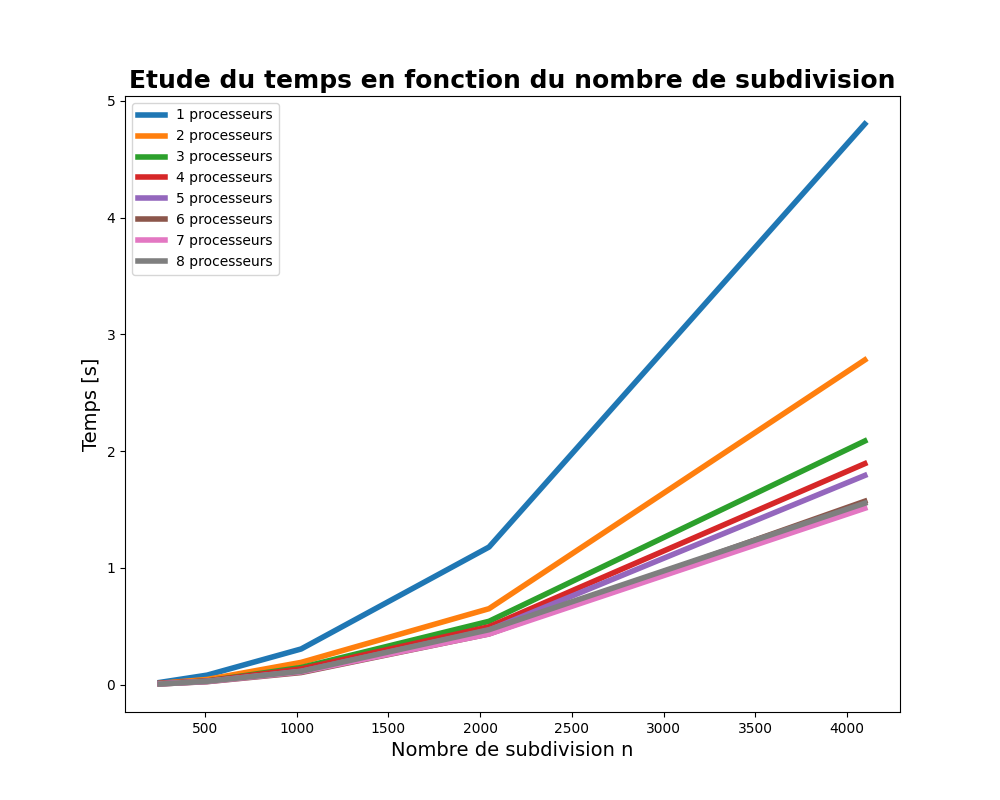 Etude du temps en fonction du nombre de subdivision
5
4
3
2
1
0
Temps [s]
1 processeurs
2 processeurs
3 processeurs
4 processeurs
5 processeurs
6 processeurs
7 processeurs
8 processeurs
500 1000 1500 2000 2500 3000 3500 4000
Nombre de subdivision n